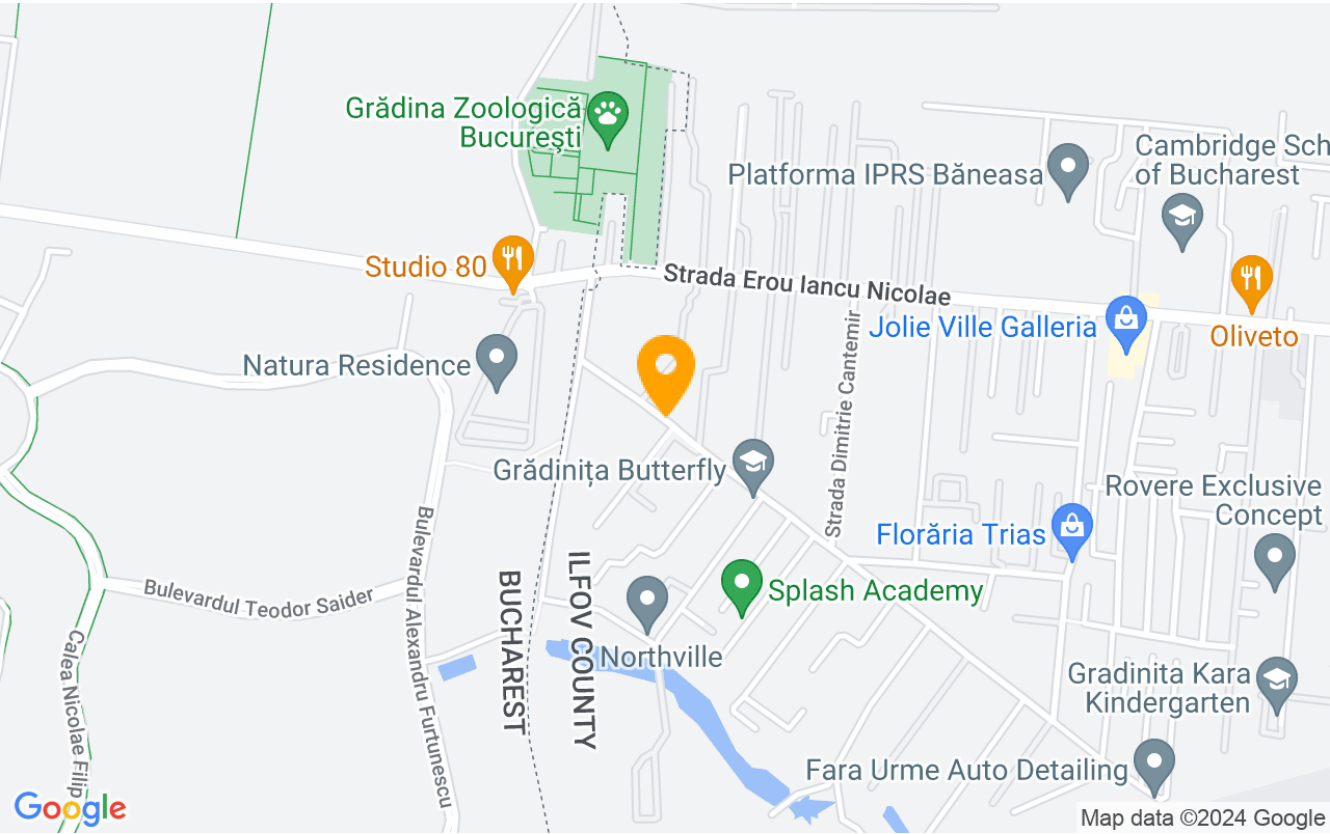 Grădina Zoologică
București
Cambridge Sch
of Bucharest
Platforma IPRS Băneasa
Studio 80
Strada Erou Iancu Nicolae
Jolie Ville Galleria
Oliveto
Natura Residence
Strada Dimitrie Cantemir
Grădinița Butterfly
Rovere Exclusive
Concept
Florăria Trias
Bulevardul Alexandru Furtunescu
Bulevardul Teodor Saider
BUCHAREST
ILFOV COUNTY
Splash Academy
Northville
Calea Nicolae Filip
Gradinita Kara
Kindergarten
Fara Urme Auto Detailing
Google
Map data ©2024 Google